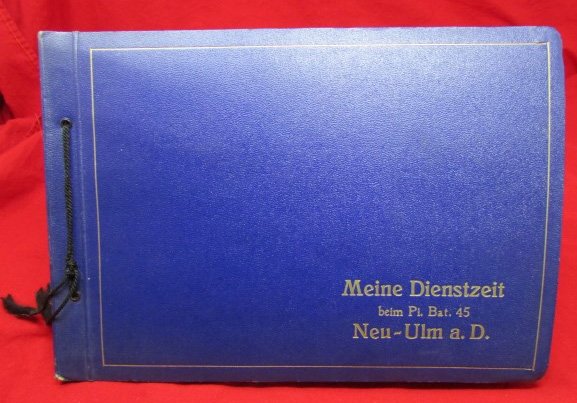 Meine Dienstzeit
beim Pi. Bat. 45
Neu-Ulm a. D.